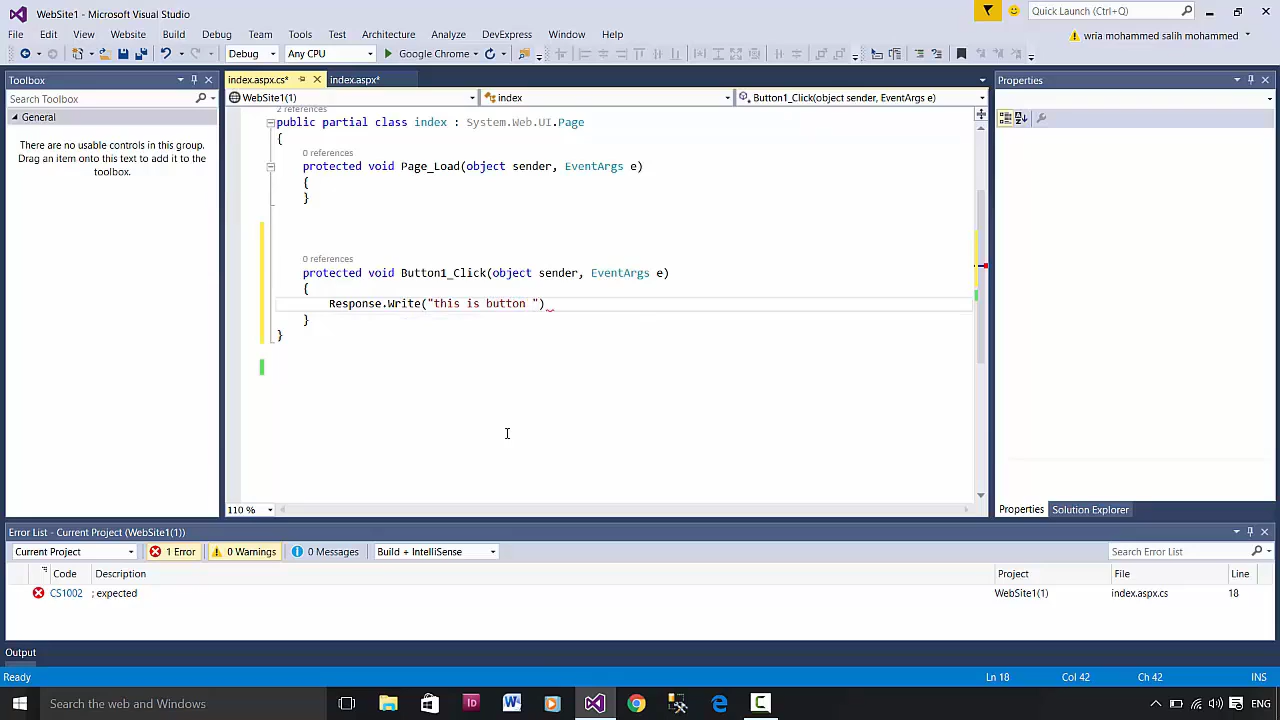 WebSite1 - Microsoft Visual Studio
Quick Launch (Ctrl+Q)
File Edit View Website Build Debug Team Tools Test Architecture Analyze DevExpress Window Help
wria mohammed salih mohammed
Debug Any CPU Google Chrome
Toolbox
index.aspx.cs* index.aspx*
Properties
Search Toolbox
WebSite1(1) index Button1_Click(object sender, EventArgs e)
General
There are no usable controls in this group. Drag an item onto this text to add it to the toolbox.
2 references
public partial class index : System.Web.UI.Page
{
0 references
protected void Page_Load(object sender, EventArgs e)
{
}
0 references
protected void Button1_Click(object sender, EventArgs e)
{
Response.Write("this is button ")
}
}
110 %
Properties Solution Explorer
Error List - Current Project (WebSite1(1))
Current Project 1 Error 0 Warnings 0 Messages Build + IntelliSense Search Error List
Code Description Project File Line
CS1002 ; expected WebSite1(1) index.aspx.cs 18
Output
Ready Ln 18 Col 42 Ch 42 INS
Search the web and Windows ENG